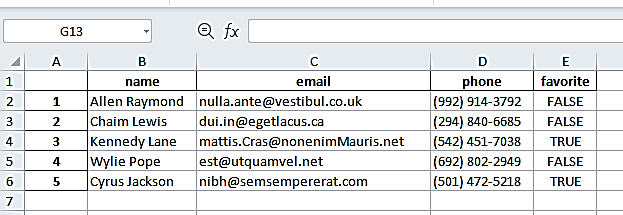 G13 fx
A B C D E
1 name email phone favorite
2 1 Allen Raymond nulla.ante@vestibul.co.uk (992) 914-3792 FALSE
3 2 Chaim Lewis dui.in@egetlacus.ca (294) 840-6685 FALSE
4 3 Kennedy Lane mattis.Cras@nonenimMauris.net (542) 451-7038 TRUE
5 4 Wylie Pope est@utquamvel.net (692) 802-2949 FALSE
6 5 Cyrus Jackson nibh@semsempererat.com (501) 472-5218 TRUE
7